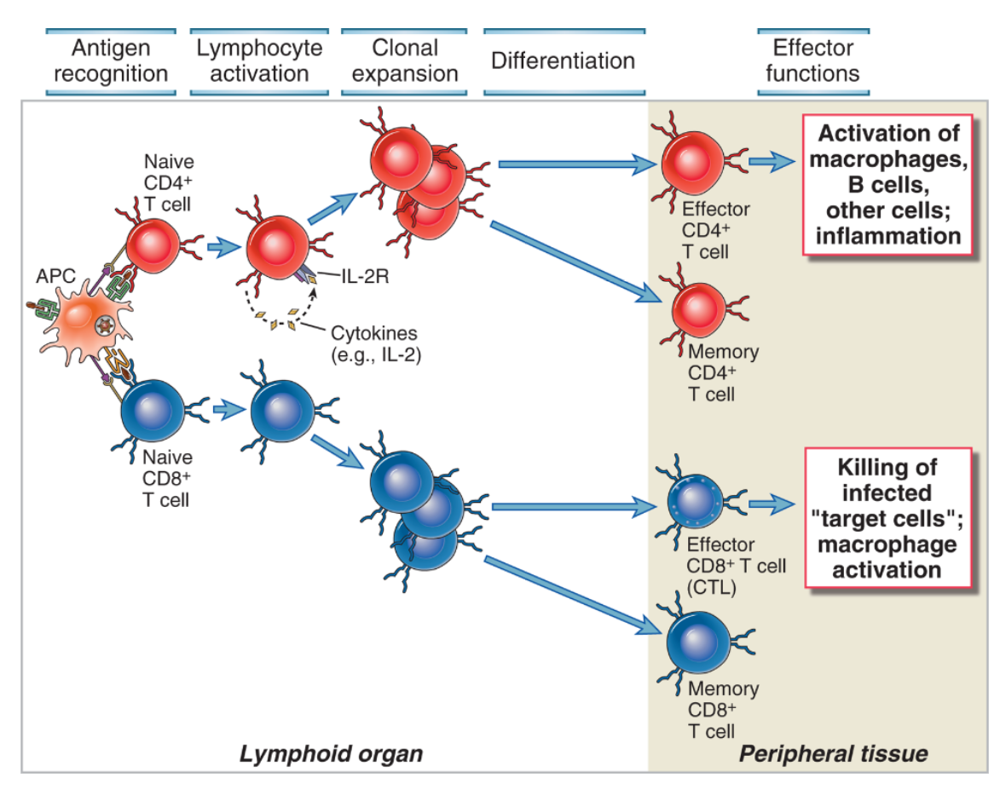 Antigen
recognition
Lymphocyte
activation
Clonal
expansion
Differentiation
Effector
functions
Naive
CD4+
T cell
APC
IL-2R
Cytokines
(e.g., IL-2)
Naive
CD8+
T cell
Effector
CD4+
T cell
Activation of
macrophages,
B cells,
other cells;
inflammation
Memory
CD4+
T cell
Effector
CD8+ T cell
(CTL)
Killing of
infected
"target cells";
macrophage
activation
Memory
CD8+
T cell
Lymphoid organ
Peripheral tissue